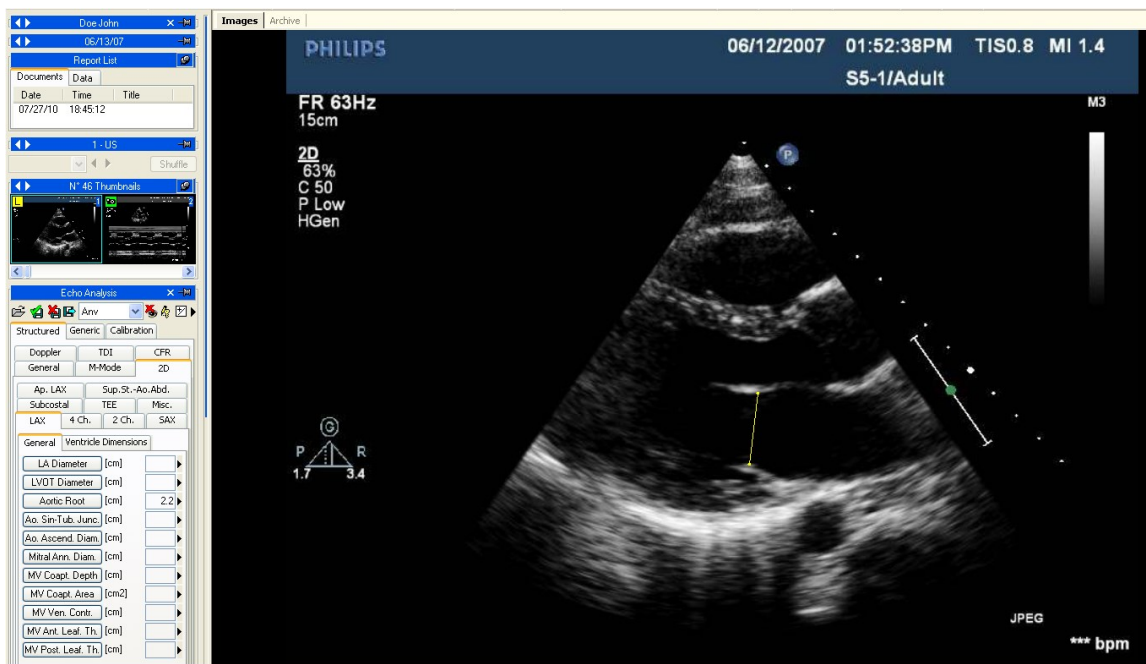 Doe John
06/13/07
Report List
Documents Data
Date Time Title
07/27/10 18:45:12
1 - US
Shuffle
N° 46 Thumbnails
L 1 2
Echo Analysis
Any
Structured Generic Calibration
Doppler TDI CFR
General M-Mode 2D
Ap. LAX Sup.St.-Ao.Abd.
Subcostal TEE Misc.
LAX 4 Ch. 2 Ch. SAX
General Ventricle Dimensions
LA Diameter [cm]
LVOT Diameter [cm]
Aortic Root [cm] 2.2
Ao. Sin-Tub. Junc. [cm]
Ao. Ascend. Diam. [cm]
Mitral Ann. Diam. [cm]
MV Coapt. Depth [cm]
MV Coapt. Area [cm2]
MV Ven. Contr. [cm]
MV Ant. Leaf. Th. [cm]
MV Post. Leaf. Th. [cm]
Images Archive
PHILIPS 06/12/2007 01:52:38PM TIS0.8 MI 1.4
S5-1/Adult
FR 63Hz
15cm
M3
2D
63%
C 50
P Low
HGen
P
G
P R
1.7 3.4
JPEG
*** bpm